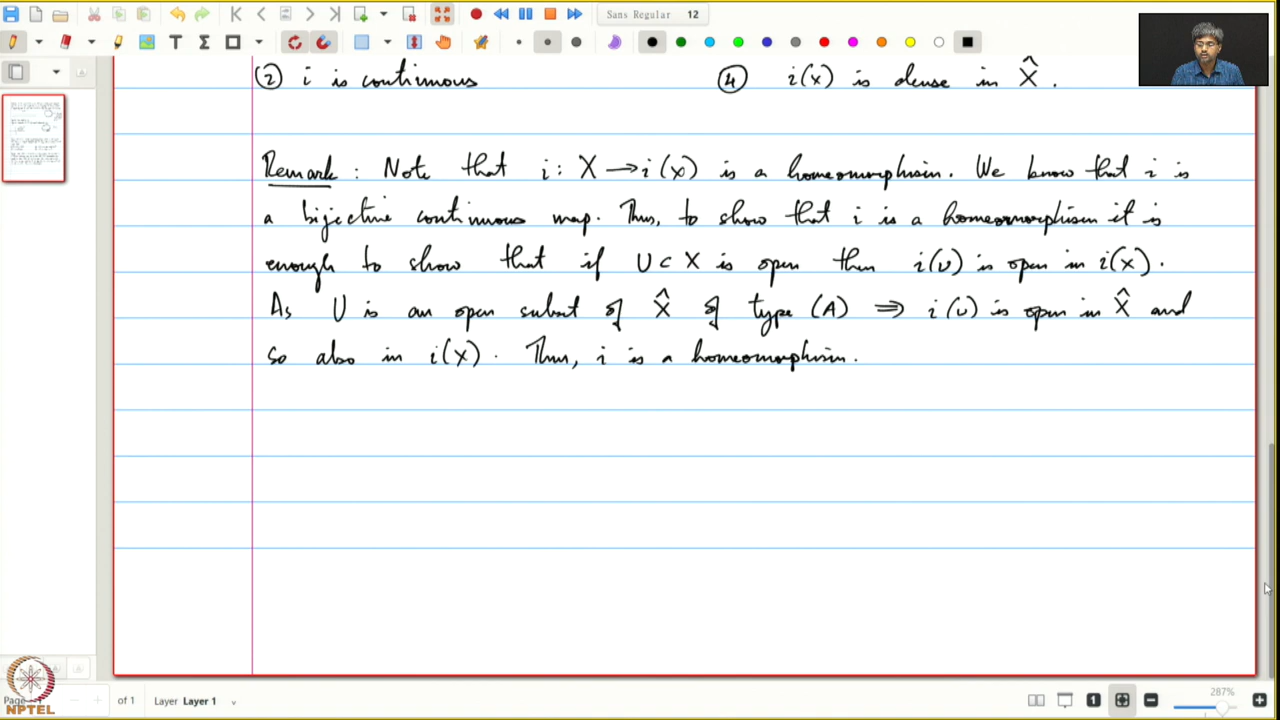 Sans Regular 12
② i is continuous ④ i(x) is dense in X̂ .
Remark : Note that i : X → i(x) is a homeomorphism. We know that i is
a bijective continuous map. Thus, to show that i is a homeomorphism it is
enough to show that if U ⊂ X is open then i(U) is open in i(X).
As U is an open subset of X̂ of type (A) ⇒ i(U) is open in X̂ and
so also in i(X). Thus, i is a homeomorphism.
NPTEL
Page
of 1 Layer Layer 1
1
287%